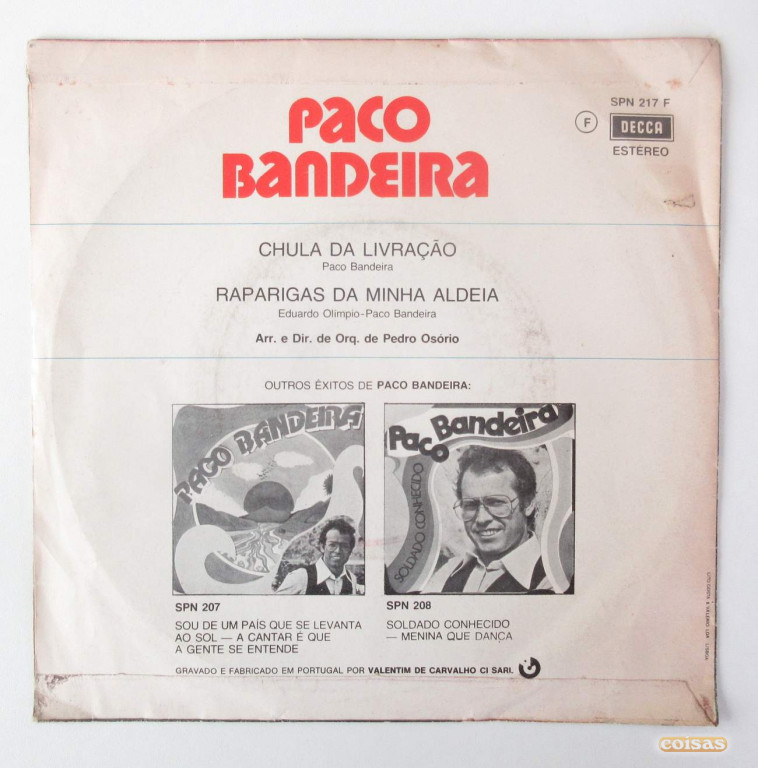 PACO
BANDEIRA
SPN 217 F
F
DECCA
ESTÉREO
CHULA DA LIVRAÇÃO
Paco Bandeira
RAPARIGAS DA MINHA ALDEIA
Eduardo Olimpio-Paco Bandeira
Arr. e Dir. de Orq. de Pedro Osório
OUTROS ÊXITOS DE PACO BANDEIRA:
PACO BANDEIRA
Paco Bandeira
SOLDADO CONHECIDO
SPN 207
SOU DE UM PAÍS QUE SE LEVANTA
AO SOL — A CANTAR É QUE
A GENTE SE ENTENDE
SPN 208
SOLDADO CONHECIDO
— MENINA QUE DANÇA
GRAVADO E FABRICADO EM PORTUGAL POR VALENTIM DE CARVALHO CI SARL
coisas